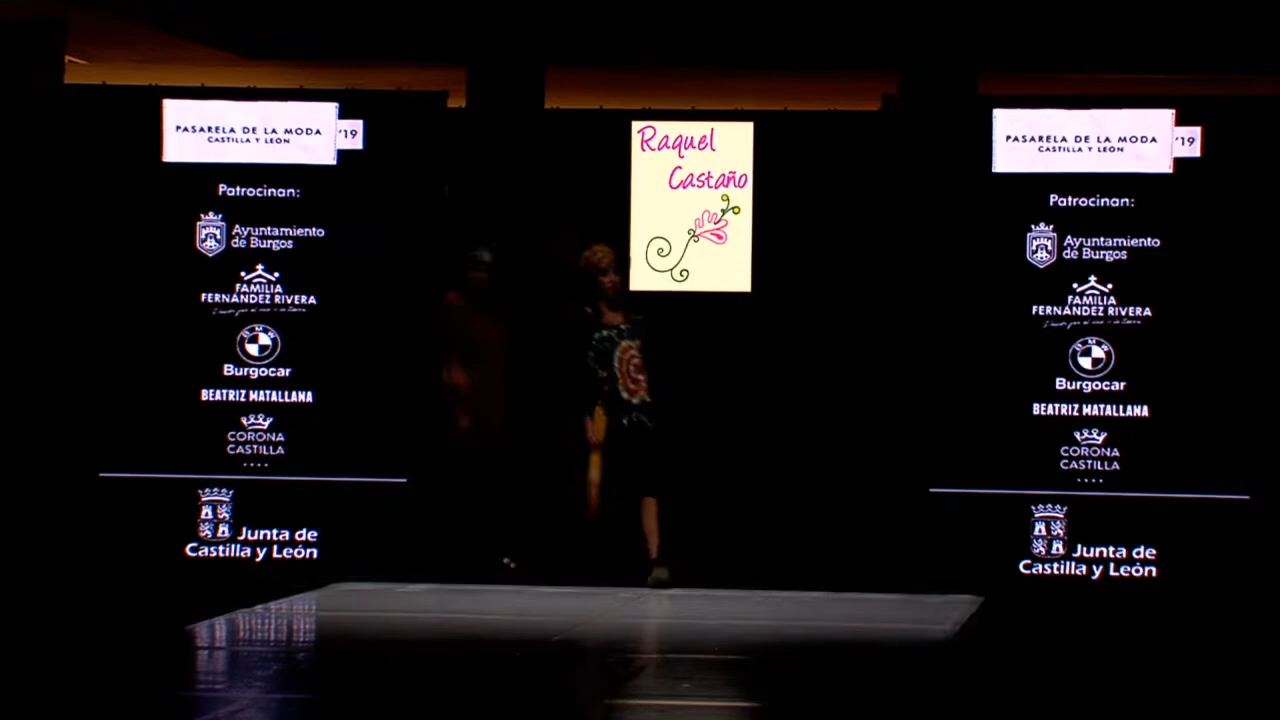 PASARELA DE LA MODA
CASTILLA Y LEÓN
'19
Patrocinan:
Ayuntamiento
de Burgos
FAMILIA
FERNÁNDEZ RIVERA
BMW
Burgocar
BEATRIZ MATALLANA
CORONA
CASTILLA
Junta de
Castilla y León
Raquel
Castaño
PASARELA DE LA MODA
CASTILLA Y LEÓN
'19
Patrocinan:
Ayuntamiento
de Burgos
FAMILIA
FERNÁNDEZ RIVERA
BMW
Burgocar
BEATRIZ MATALLANA
CORONA
CASTILLA
Junta de
Castilla y León